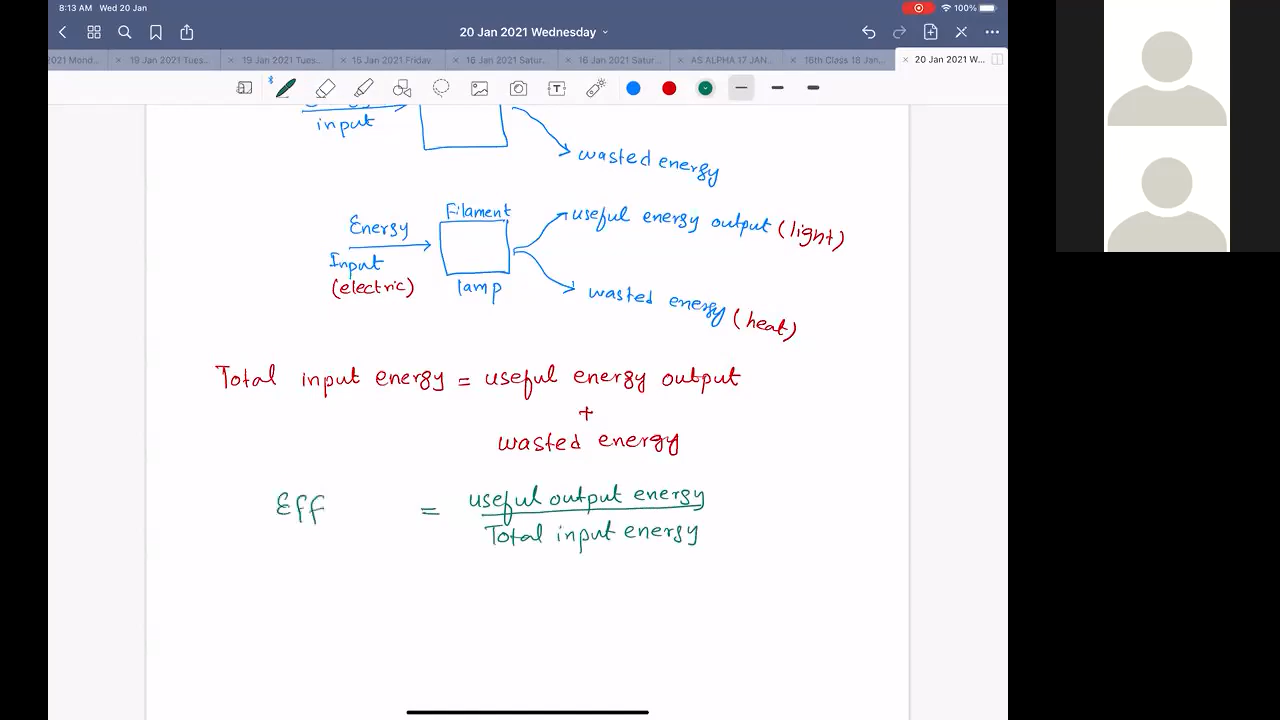 8:13 AM Wed 20 Jan
100%
20 Jan 2021 Wednesday
2021 Mond...
19 Jan 2021 Tues...
19 Jan 2021 Tues...
15 Jan 2021 Friday
16 Jan 2021 Satur...
16 Jan 2021 Satur...
AS ALPHA 17 JAN...
16th Class 18 Jan...
20 Jan 2021 W...
input
wasted energy
Filament
Energy
useful energy output (light)
Input
(electric)
lamp
wasted energy (heat)
Total input energy = useful energy output
+
wasted energy
Eff = useful output energy
Total input energy